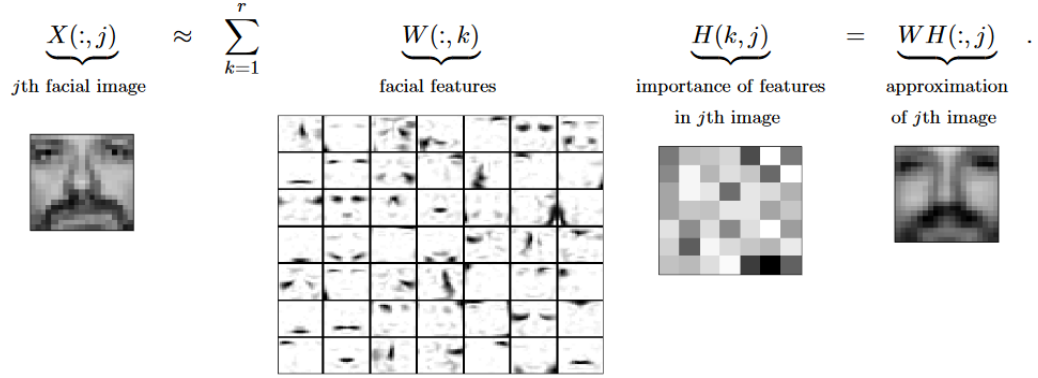 X(:, j) ≈ ∑_{k=1}^{r} W(:, k) H(k, j) = WH(:, j) .
jth facial image facial features importance of features approximation
in jth image of jth image